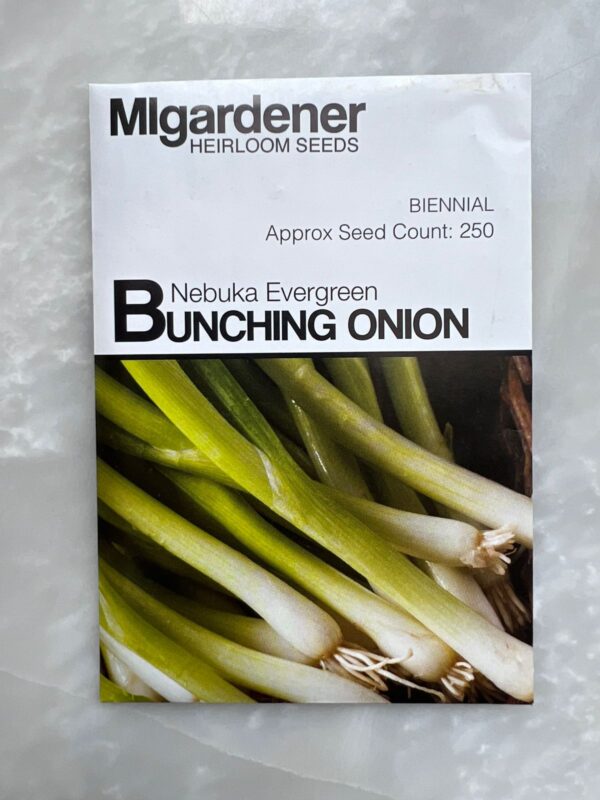 MIgardener
HEIRLOOM SEEDS
BIENNIAL
Approx Seed Count: 250
Nebuka Evergreen
BUNCHING ONION